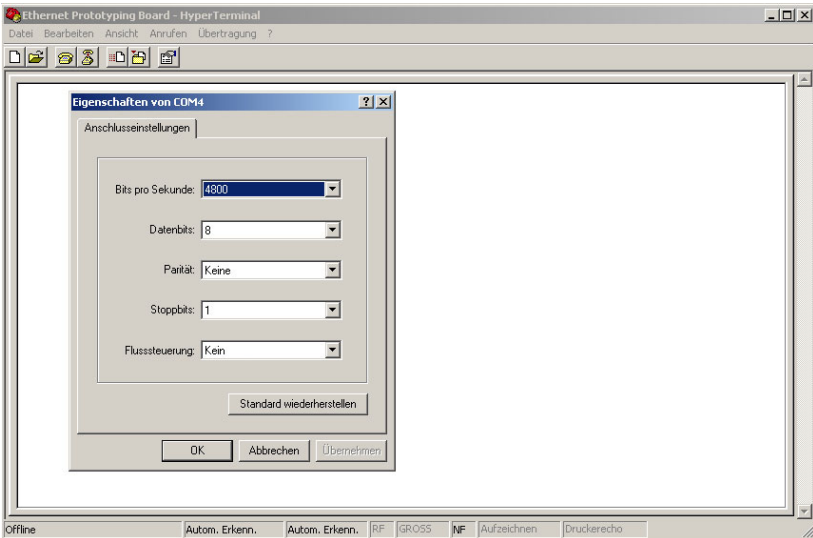 Ethernet Prototyping Board - HyperTerminal
Datei Bearbeiten Ansicht Anrufen Übertragung ?
Eigenschaften von COM4
Anschlusseinstellungen
Bits pro Sekunde: 4800
Datenbits: 8
Parität: Keine
Stoppbits: 1
Flusssteuerung: Kein
Standard wiederherstellen
OK Abbrechen Übernehmen
Offline Autom. Erkenn. Autom. Erkenn. RF GROSS NF Aufzeichnen Druckerecho